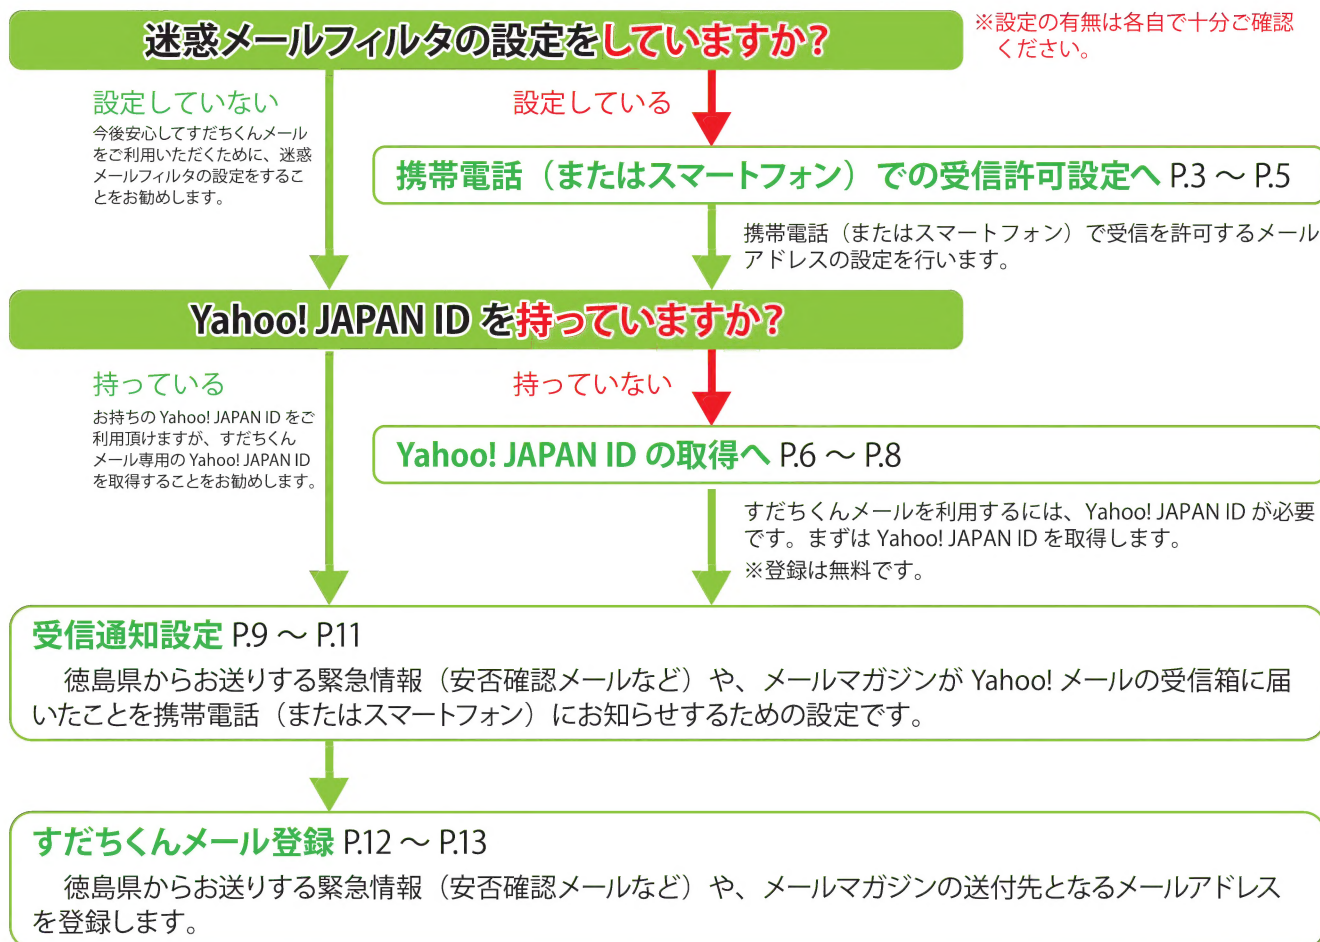 迷惑メールフィルタの設定をしていますか?
※設定の有無は各自で十分ご確認
ください。
設定していない
今後安心してすだちくんメール
をご利用いただくために、迷惑
メールフィルタの設定をするこ
とをお勧めします。
設定している
携帯電話（またはスマートフォン）での受信許可設定へ P.3 ～ P.5
携帯電話（またはスマートフォン）で受信を許可するメール
アドレスの設定を行います。
Yahoo! JAPAN ID を持っていますか?
持っている
お持ちの Yahoo! JAPAN ID をご
利用頂けますが、すだちくん
メール専用の Yahoo! JAPAN ID
を取得することをお勧めします。
持っていない
Yahoo! JAPAN ID の取得へ P.6 ～ P.8
すだちくんメールを利用するには、Yahoo! JAPAN ID が必要
です。まずは Yahoo! JAPAN ID を取得します。
※登録は無料です。
受信通知設定 P.9 ～ P.11
徳島県からお送りする緊急情報（安否確認メールなど）や、メールマガジンが Yahoo! メールの受信箱に届
いたことを携帯電話（またはスマートフォン）にお知らせするための設定です。
すだちくんメール登録 P.12 ～ P.13
徳島県からお送りする緊急情報（安否確認メールなど）や、メールマガジンの送付先となるメールアドレス
を登録します。